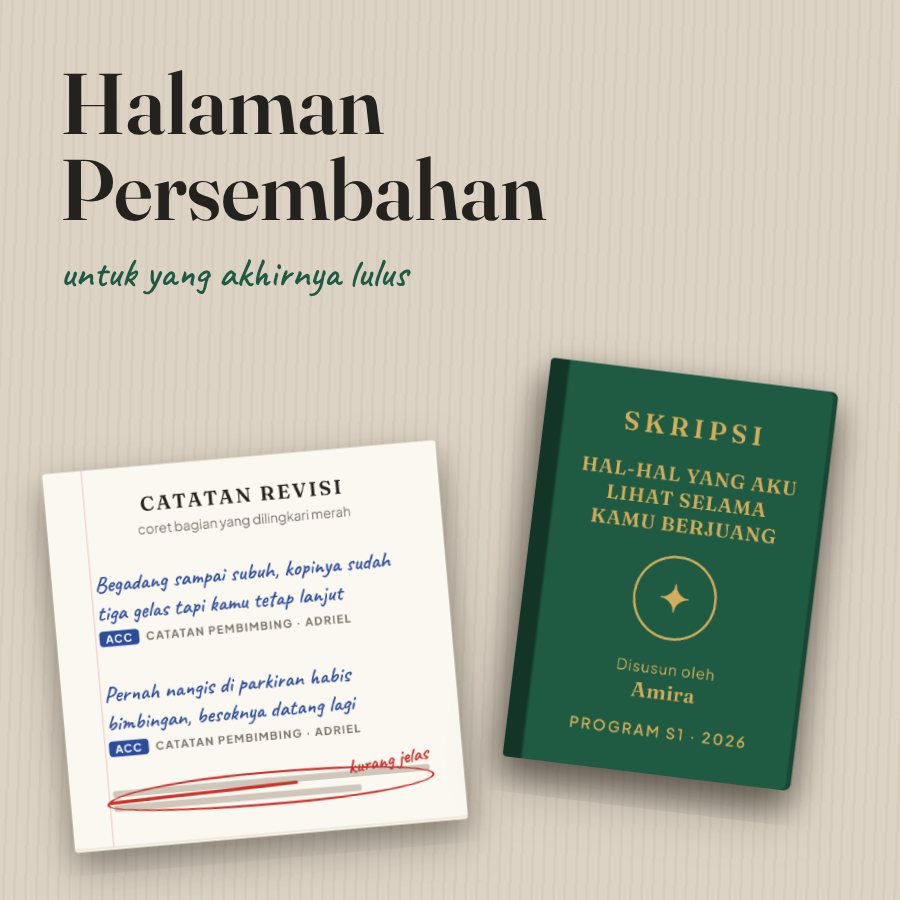 Halaman
Persembahan
untuk yang akhirnya lulus
CATATAN REVISI
coret bagian yang dilingkari merah
Begadang sampai subuh, kopinya sudah
tiga gelas tapi kamu tetap lanjut
ACC CATATAN PEMBIMBING · ADRIEL
Pernah nangis di parkiran habis
bimbingan, besoknya datang lagi
ACC CATATAN PEMBIMBING · ADRIEL
kurang jelas
SKRIPSI
HAL-HAL YANG AKU
LIHAT SELAMA
KAMU BERJUANG
Disusun oleh
Amira
PROGRAM S1 · 2026